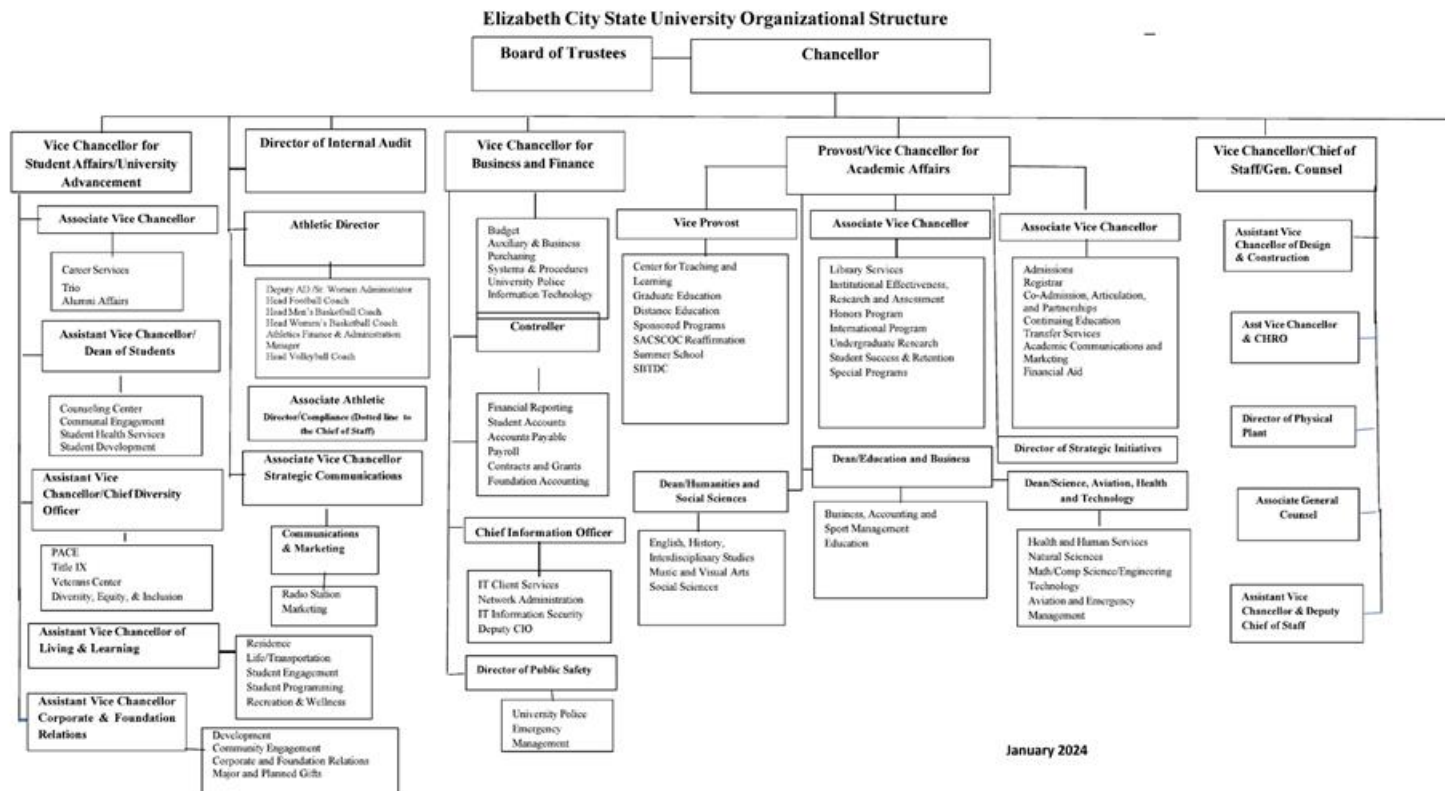 Elizabeth City State University Organizational Structure
Board of Trustees
Chancellor
Vice Chancellor for
Student Affairs/University
Advancement
Associate Vice Chancellor
Career Services
Trio
Alumni Affairs
Assistant Vice Chancellor/
Dean of Students
Counseling Center
Communal Engagement
Student Health Services
Student Development
Assistant Vice
Chancellor/Chief Diversity
Officer
PACE
Title IX
Veterans Center
Diversity, Equity, & Inclusion
Assistant Vice Chancellor of
Living & Learning
Residence
Life/Transportation
Student Engagement
Student Programming
Recreation & Wellness
Assistant Vice Chancellor
Corporate & Foundation
Relations
Development
Community Engagement
Corporate and Foundation Relations
Major and Planned Gifts
Director of Internal Audit
Athletic Director
Deputy AD /Sr. Women Administrator
Head Football Coach
Head Men's Basketball Coach
Head Women's Basketball Coach
Athletics Finance & Administration
Manager
Head Volleyball Coach
Associate Athletic
Director/Compliance (Dotted line to
the Chief of Staff)
Associate Vice Chancellor
Strategic Communications
Communications
& Marketing
Radio Station
Marketing
Vice Chancellor for
Business and Finance
Budget
Auxiliary & Business
Purchasing
Systems & Procedures
University Police
Information Technology
Controller
Financial Reporting
Student Accounts
Accounts Payable
Payroll
Contracts and Grants
Foundation Accounting
Chief Information Officer
IT Client Services
Network Administration
IT Information Security
Deputy CIO
Director of Public Safety
University Police
Emergency
Management
Provost/Vice Chancellor for
Academic Affairs
Vice Provost
Center for Teaching and
Learning
Graduate Education
Distance Education
Sponsored Programs
SACSCOC Reaffirmation
Summer School
SBTDC
Associate Vice Chancellor
Library Services
Institutional Effectiveness,
Research and Assessment
Honors Program
International Program
Undergraduate Research
Student Success & Retention
Special Programs
Associate Vice Chancellor
Admissions
Registrar
Co-Admission, Articulation,
and Partnerships
Continuing Education
Transfer Services
Academic Communications and
Marketing
Financial Aid
Director of Strategic Initiatives
Dean/Humanities and
Social Sciences
English, History,
Interdisciplinary Studies
Music and Visual Arts
Social Sciences
Dean/Education and Business
Business, Accounting and
Sport Management
Education
Dean/Science, Aviation, Health
and Technology
Health and Human Services
Natural Sciences
Math/Comp Science/Engineering
Technology
Aviation and Emergency
Management
Vice Chancellor/Chief of
Staff/Gen. Counsel
Assistant Vice
Chancellor of Design
& Construction
Asst Vice Chancellor
& CHRO
Director of Physical
Plant
Associate General
Counsel
Assistant Vice
Chancellor & Deputy
Chief of Staff
January 2024